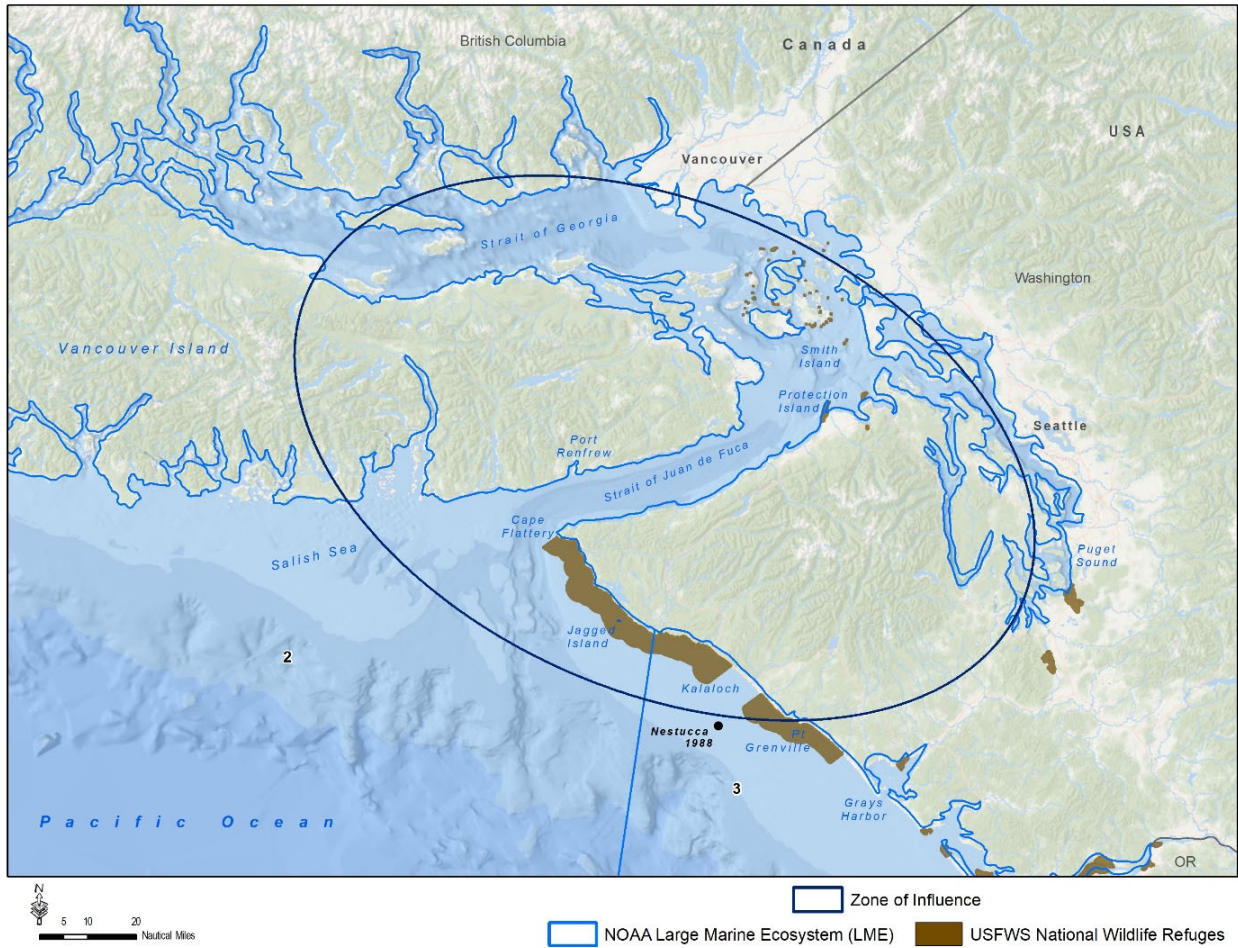 British Columbia
Canada
USA
Vancouver
Strait of Georgia
Washington
Vancouver Island
Smith
Island
Protection
Island
Seattle
Port
Renfrew
Strait of Juan de Fuca
Cape
Flattery
Salish Sea
Puget
Sound
Jagged
Island
2
Kalaloch
Nestucca
1988
Pt
Grenville
3
Grays
Harbor
Pacific Ocean
OR
N
5 10 20
Nautical Miles
Zone of Influence
NOAA Large Marine Ecosystem (LME)
USFWS National Wildlife Refuges